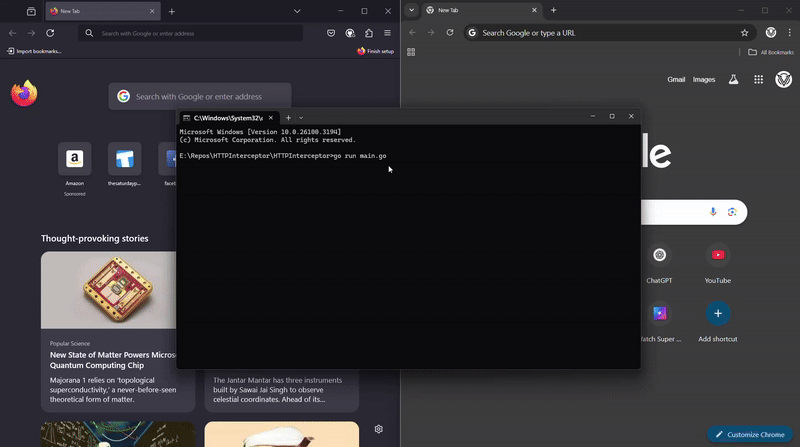 New Tab
Search with Google or enter address
Import bookmarks...
Finish setup
Search with Google or enter address
Amazon
Sponsored
thesaturdayp...
Thought-provoking stories
Popular Science
New State of Matter Powers Micros
Quantum Computing Chip
Majorana 1 relies on 'topological
superconductivity,' a never-before-seen
theoretical form of matter.
The Jantar Mantar has three instruments
built by Sawai Jai Singh to observe
celestial coordinates. Ahead of its...
C:\Windows\System32\
Microsoft Windows [Version 10.0.26100.3194]
(c) Microsoft Corporation. All rights reserved.
E:\Repos\HTTPInterceptor\HTTPInterceptor>go run main.go
New Tab
Search Google or type a URL
All Bookmarks
Gmail
Images
le
ChatGPT
YouTube
atch Super ...
Add shortcut
Customize Chrome